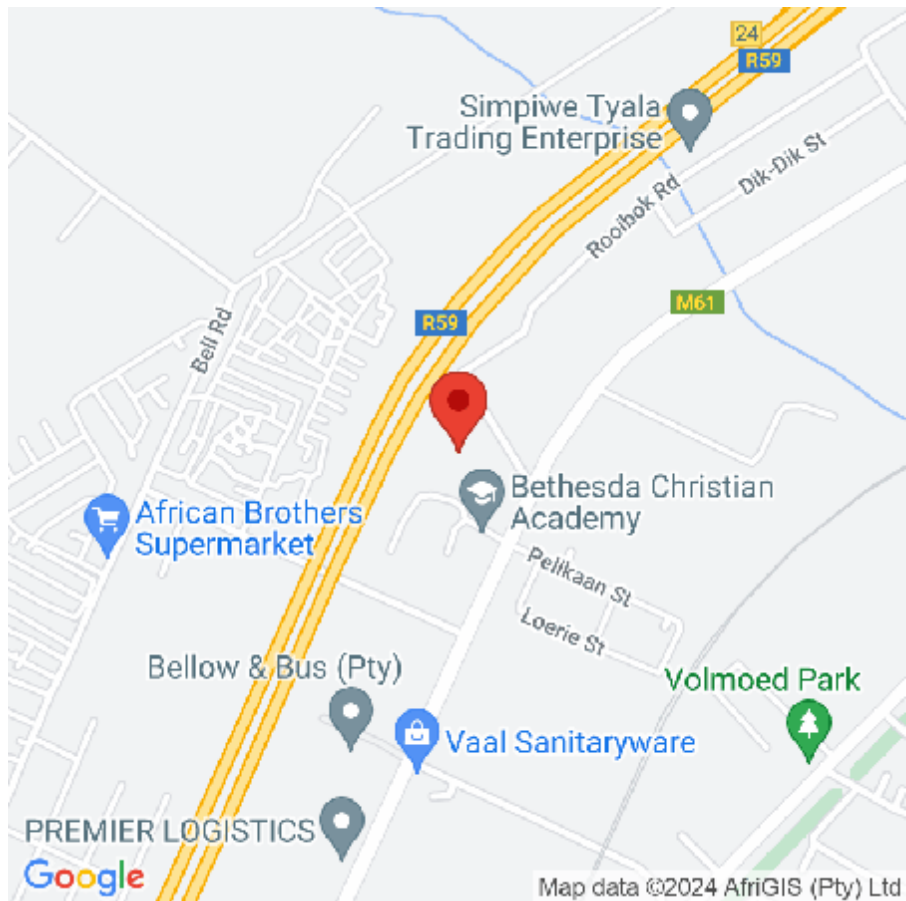 24
R59
Simpiwe Tyala
Trading Enterprise
Dik-Dik St
Rooibok Rd
M61
R59
Bell Rd
Bethesda Christian
Academy
African Brothers
Supermarket
Pelikaan St
Loerie St
Bellow & Bus (Pty)
Volmoed Park
Vaal Sanitaryware
PREMIER LOGISTICS
Google
Map data ©2024 AfriGIS (Pty) Ltd